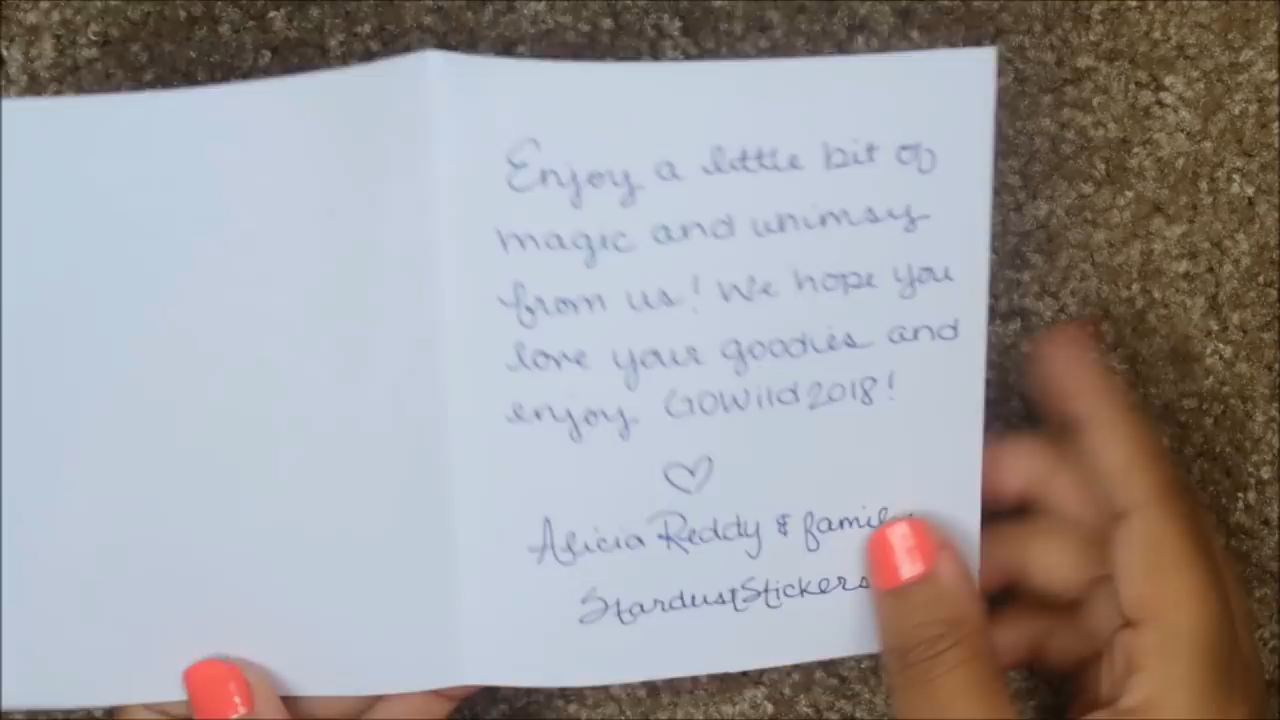 Enjoy a little bit of
magic and whimsy
from us! We hope you
love your goodies and
enjoy GOWild2018!
♡
Alicia Reddy & family
StardustStickers